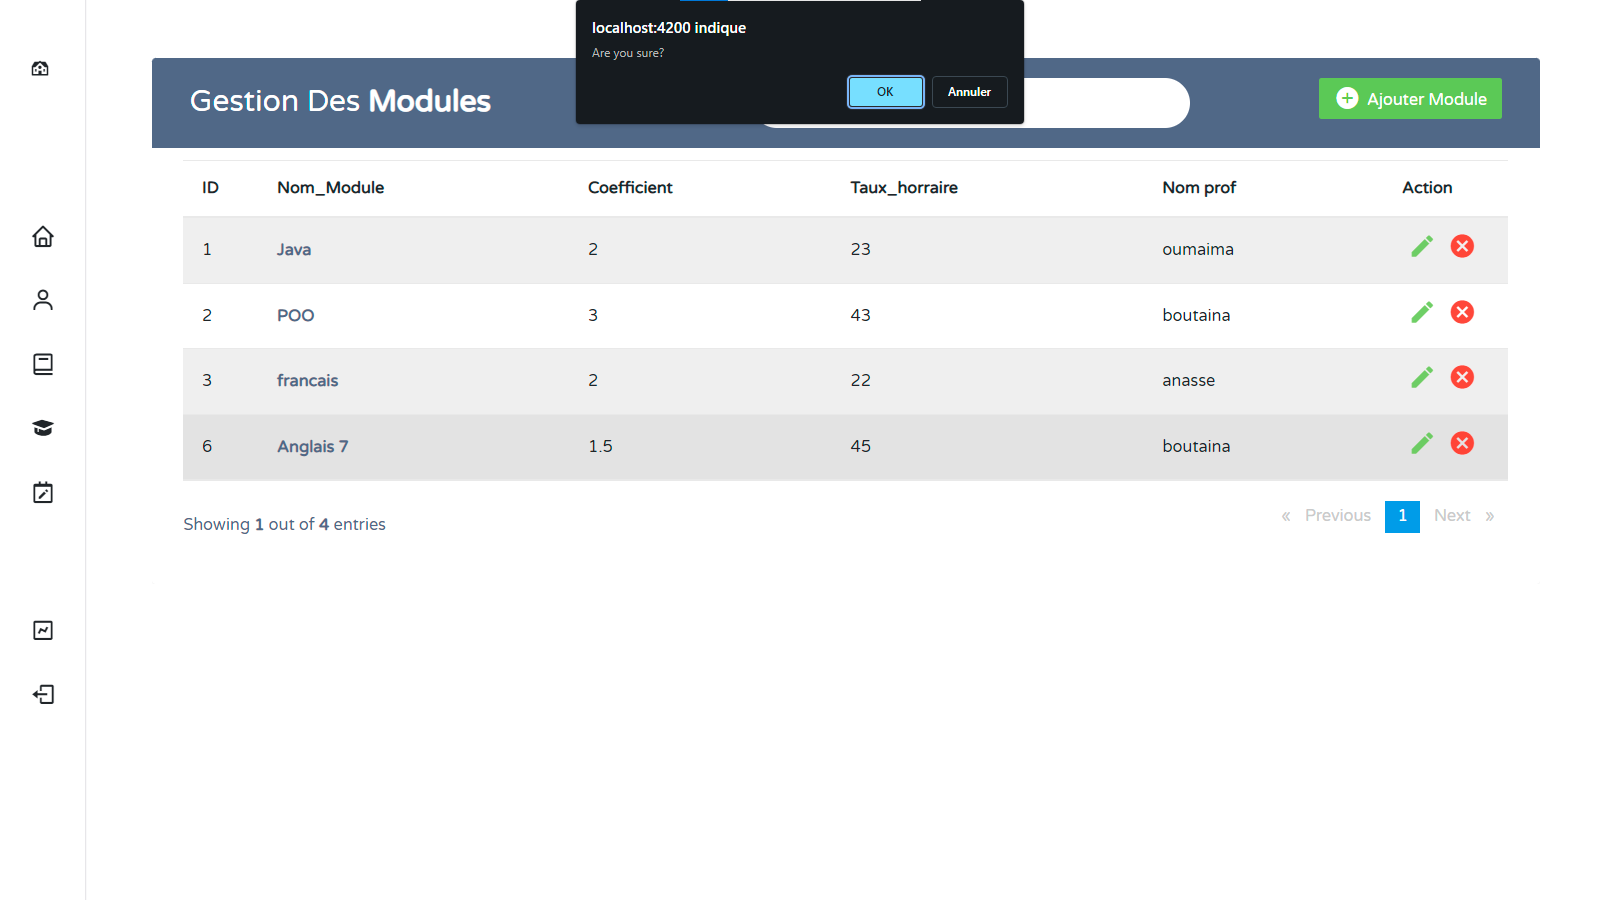 localhost:4200 indique
Are you sure?
OK
Annuler
Gestion Des Modules
Ajouter Module
ID Nom_Module Coefficient Taux_horraire Nom prof Action
1 Java 2 23 oumaima
2 POO 3 43 boutaina
3 francais 2 22 anasse
6 Anglais 7 1.5 45 boutaina
Showing 1 out of 4 entries
« Previous 1 Next »